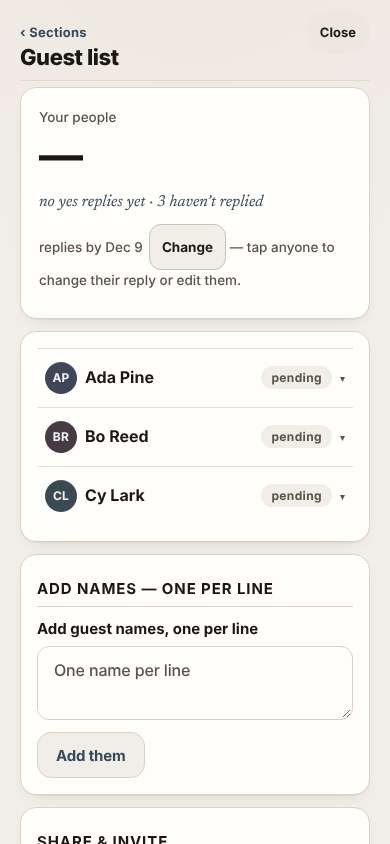 ‹ Sections
Close
Guest list
Your people
—
no yes replies yet · 3 haven’t replied
replies by Dec 9 Change — tap anyone to
change their reply or edit them.
AP Ada Pine pending ▾
BR Bo Reed pending ▾
CL Cy Lark pending ▾
ADD NAMES — ONE PER LINE
Add guest names, one per line
One name per line
Add them
SHARE & INVITE